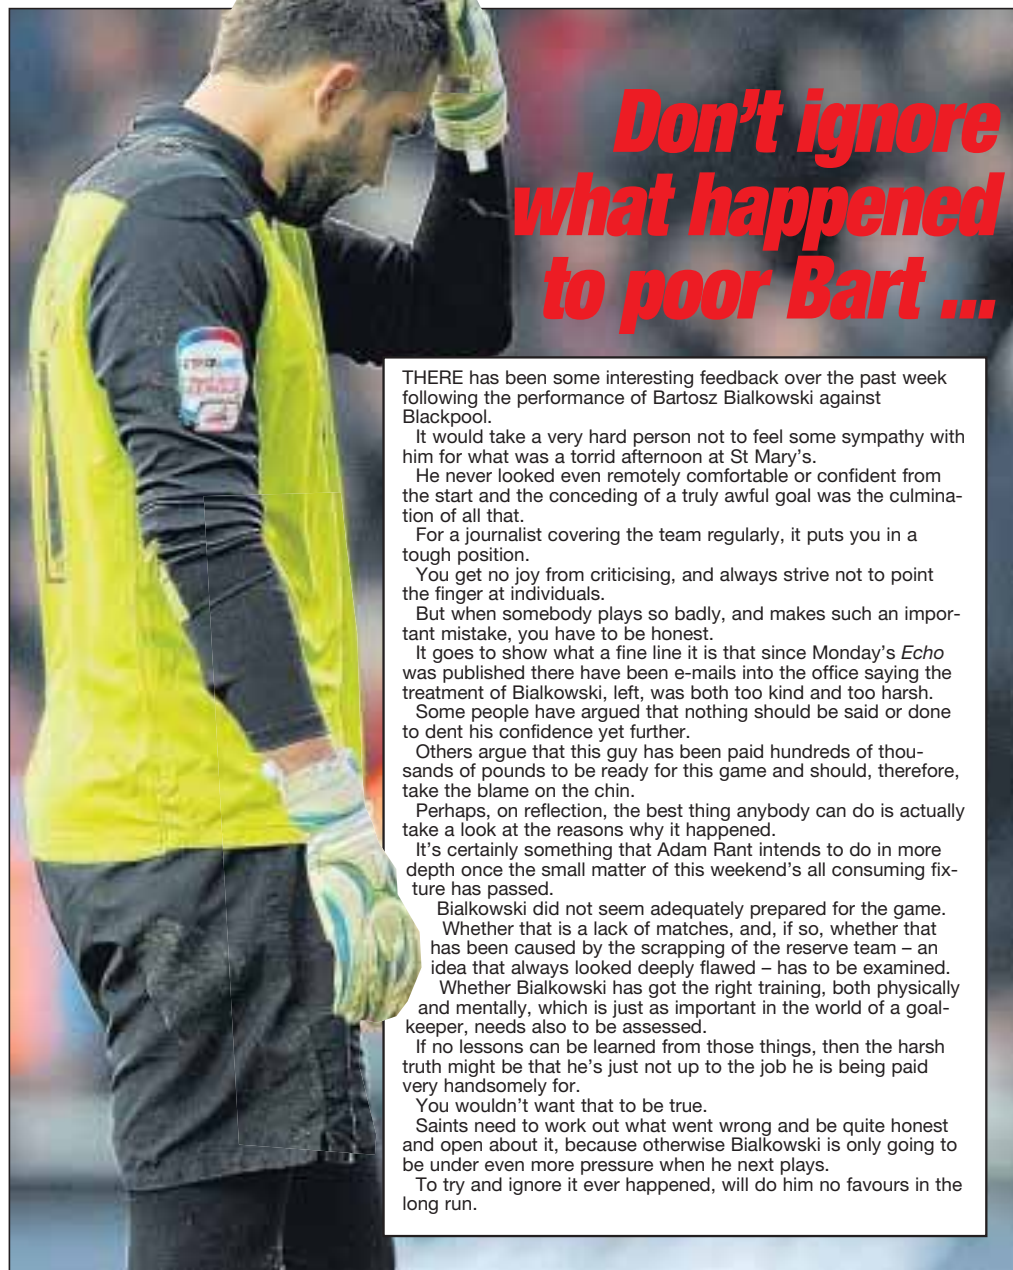 Don't ignore
what happened
to poor Bart ...
THERE has been some interesting feedback over the past week
following the performance of Bartosz Bialkowski against
Blackpool.
It would take a very hard person not to feel some sympathy with
him for what was a torrid afternoon at St Mary's.
He never looked even remotely comfortable or confident from
the start and the conceding of a truly awful goal was the culmina-
tion of all that.
For a journalist covering the team regularly, it puts you in a
tough position.
You get no joy from criticising, and always strive not to point
the finger at individuals.
But when somebody plays so badly, and makes such an impor-
tant mistake, you have to be honest.
It goes to show what a fine line it is that since Monday's Echo
was published there have been e-mails into the office saying the
treatment of Bialkowski, left, was both too kind and too harsh.
Some people have argued that nothing should be said or done
to dent his confidence yet further.
Others argue that this guy has been paid hundreds of thou-
sands of pounds to be ready for this game and should, therefore,
take the blame on the chin.
Perhaps, on reflection, the best thing anybody can do is actually
take a look at the reasons why it happened.
It's certainly something that Adam Rant intends to do in more
depth once the small matter of this weekend's all consuming fix-
ture has passed.
Bialkowski did not seem adequately prepared for the game.
Whether that is a lack of matches, and, if so, whether that
has been caused by the scrapping of the reserve team – an
idea that always looked deeply flawed – has to be examined.
Whether Bialkowski has got the right training, both physically
and mentally, which is just as important in the world of a goal-
keeper, needs also to be assessed.
If no lessons can be learned from those things, then the harsh
truth might be that he's just not up to the job he is being paid
very handsomely for.
You wouldn't want that to be true.
Saints need to work out what went wrong and be quite honest
and open about it, because otherwise Bialkowski is only going to
be under even more pressure when he next plays.
To try and ignore it ever happened, will do him no favours in the
long run.